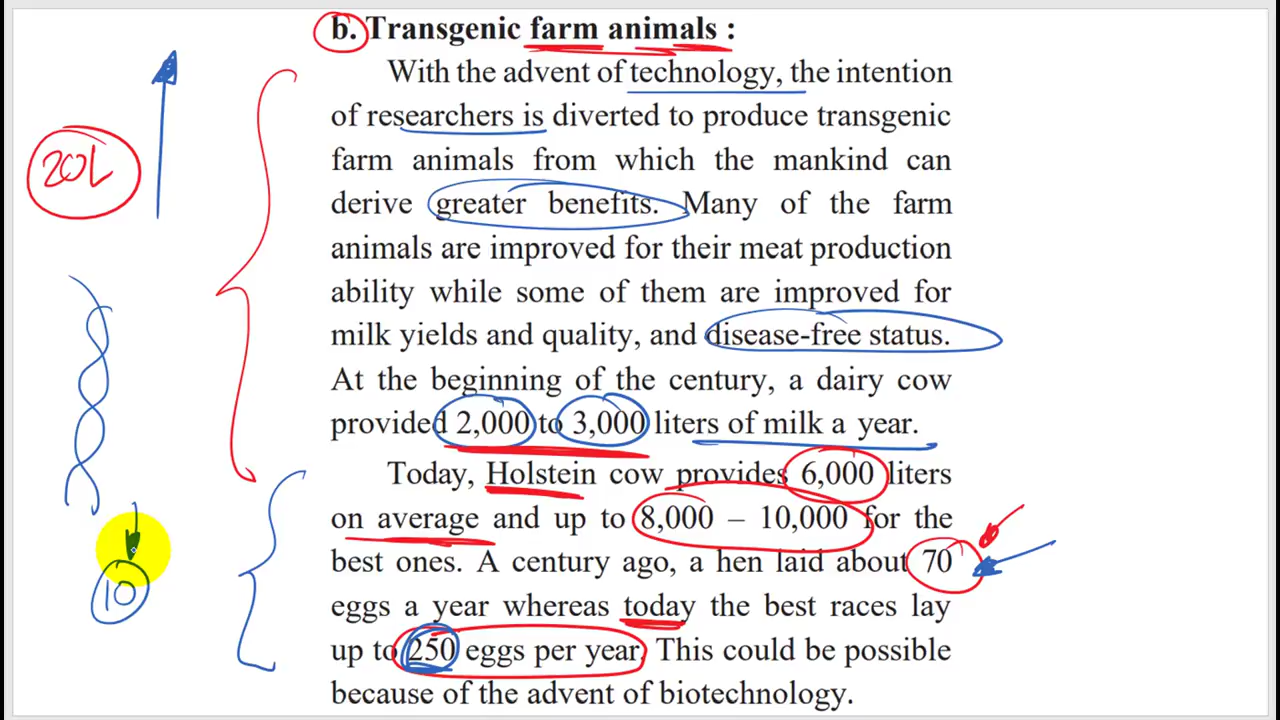 b. Transgenic farm animals :
With the advent of technology, the intention
of researchers is diverted to produce transgenic
farm animals from which the mankind can
derive greater benefits. Many of the farm
animals are improved for their meat production
ability while some of them are improved for
milk yields and quality, and disease-free status.
At the beginning of the century, a dairy cow
provided 2,000 to 3,000 liters of milk a year.
Today, Holstein cow provides 6,000 liters
on average and up to 8,000 – 10,000 for the
best ones. A century ago, a hen laid about 70
eggs a year whereas today the best races lay
up to 250 eggs per year. This could be possible
because of the advent of biotechnology.
20L
10